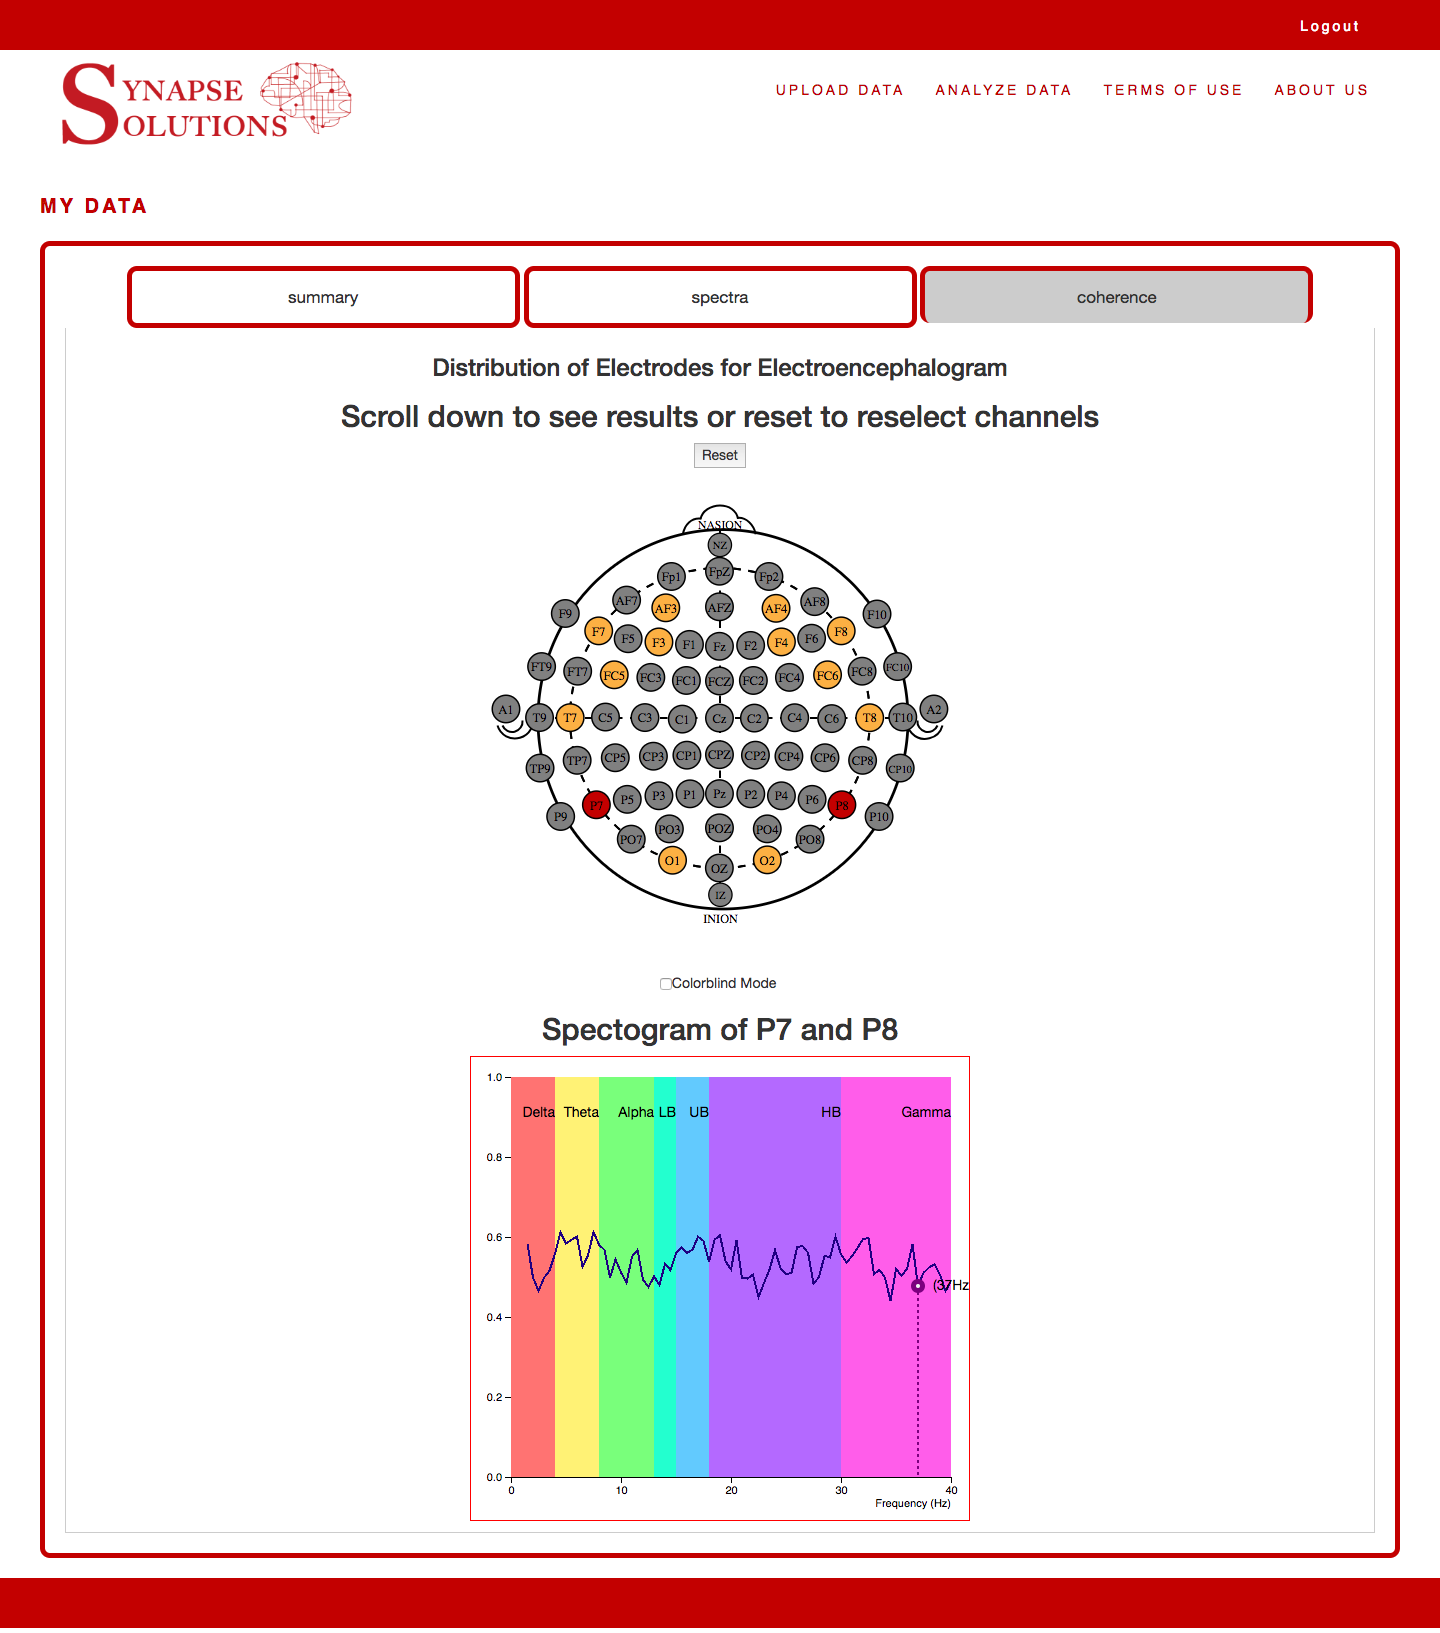 Logout
SYNAPSE
SOLUTIONS
UPLOAD DATA ANALYZE DATA TERMS OF USE ABOUT US
MY DATA
summary spectra coherence
Distribution of Electrodes for Electroencephalogram
Scroll down to see results or reset to reselect channels
Reset
NASION
NZ
Fp1 FpZ Fp2
AF7 AF3 AFZ AF4 AF8
F9 F7 F5 F3 F1 Fz F2 F4 F6 F8 F10
FT9 FT7 FC5 FC3 FC1 FCZ FC2 FC4 FC6 FC8 FC10
A1 T9 T7 C5 C3 C1 Cz C2 C4 C6 T8 T10 A2
TP9 TP7 CP5 CP3 CP1 CPZ CP2 CP4 CP6 CP8 CP10
P9 P7 P5 P3 P1 Pz P2 P4 P6 P8 P10
PO7 PO3 POZ PO4 PO8
O1 OZ O2
IZ
INION
Colorblind Mode
Spectogram of P7 and P8
1.0
Delta Theta Alpha LB UB HB Gamma
0.8
0.6
(37Hz
0.4
0.2
0.0
0 10 20 30 40
Frequency (Hz)